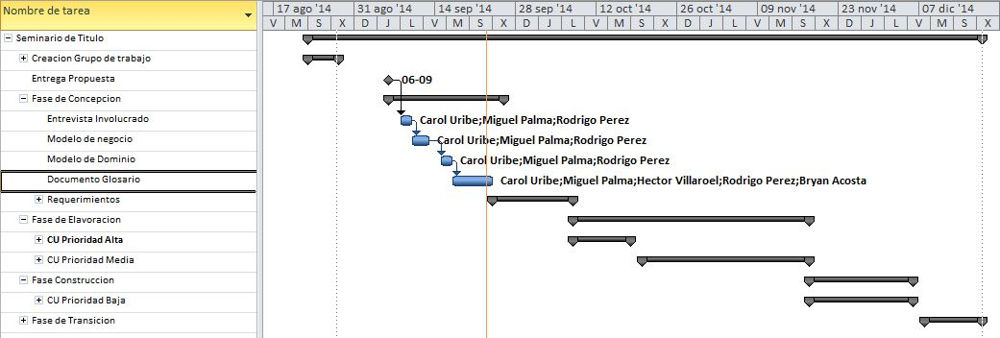 Nombre de tarea
17 ago '14 31 ago '14 14 sep '14 28 sep '14 12 oct '14 26 oct '14 09 nov '14 23 nov '14 07 dic '14
V M S X D J L V M S X D J L V M S X D J L V M S X D J L V M S X
Seminario de Titulo
Creacion Grupo de trabajo
Entrega Propuesta 06-09
Fase de Concepcion
Entrevista Involucrado Carol Uribe;Miguel Palma;Rodrigo Perez
Modelo de negocio Carol Uribe;Miguel Palma;Rodrigo Perez
Modelo de Dominio Carol Uribe;Miguel Palma;Rodrigo Perez
Documento Glosario Carol Uribe;Miguel Palma;Hector Villaroel;Rodrigo Perez;Bryan Acosta
Requerimientos
Fase de Elavoracion
CU Prioridad Alta
CU Prioridad Media
Fase Construccion
CU Prioridad Baja
Fase de Transicion